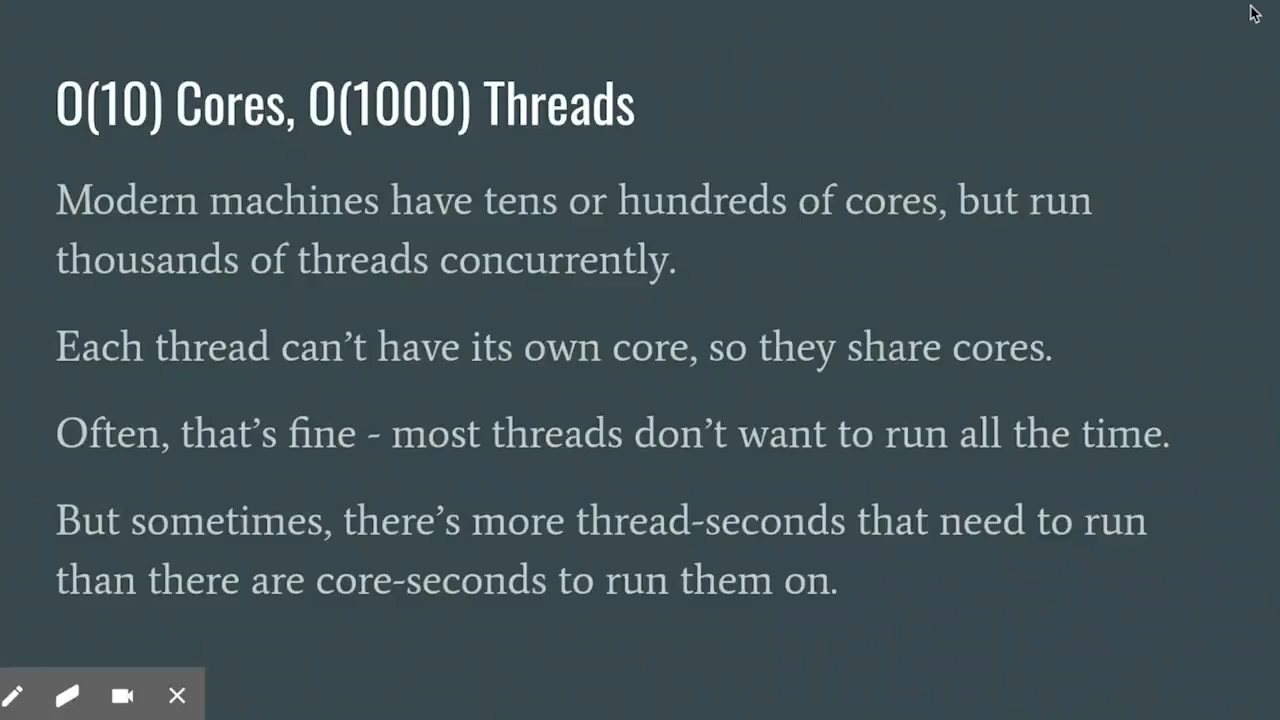 O(10) Cores, O(1000) Threads
Modern machines have tens or hundreds of cores, but run
thousands of threads concurrently.
Each thread can’t have its own core, so they share cores.
Often, that’s fine - most threads don’t want to run all the time.
But sometimes, there’s more thread-seconds that need to run
than there are core-seconds to run them on.